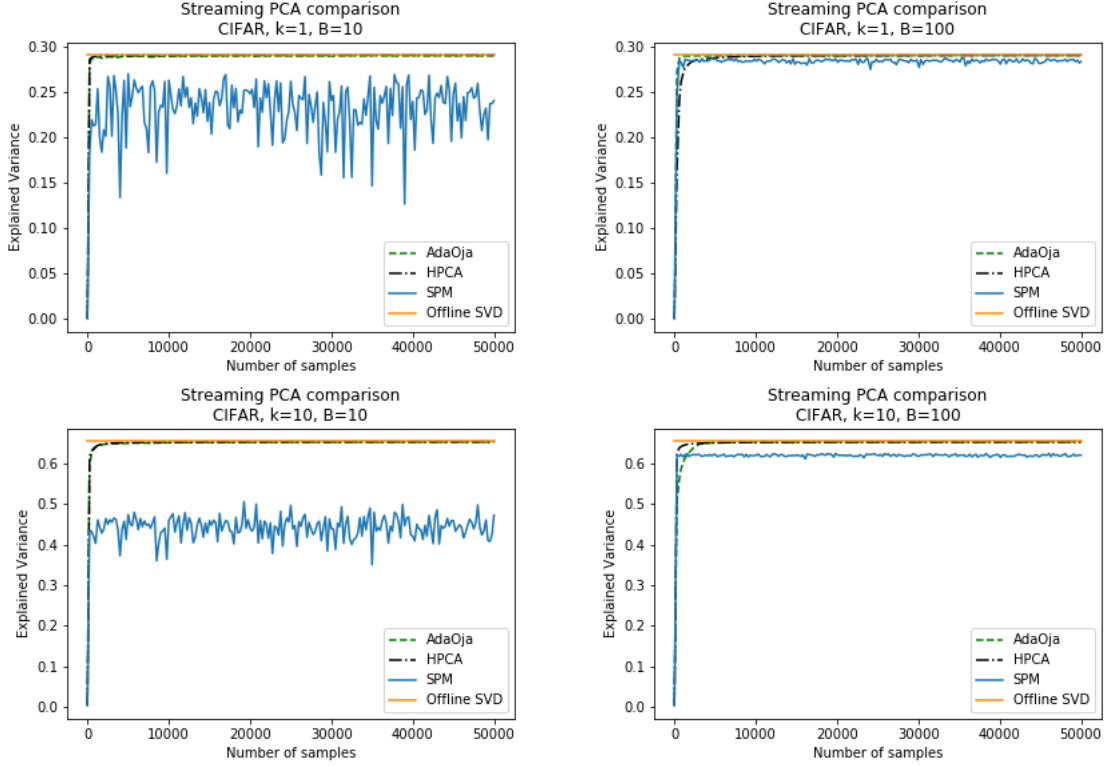 Streaming PCA comparison
CIFAR, k=1, B=10
0.30
0.25
0.20
0.15
0.10
0.05
0.00
Explained Variance
AdaOja
HPCA
SPM
Offline SVD
0 10000 20000 30000 40000 50000
Number of samples
Streaming PCA comparison
CIFAR, k=1, B=100
0.30
0.25
0.20
0.15
0.10
0.05
0.00
Explained Variance
AdaOja
HPCA
SPM
Offline SVD
0 10000 20000 30000 40000 50000
Number of samples
Streaming PCA comparison
CIFAR, k=10, B=10
0.6
0.5
0.4
0.3
0.2
0.1
0.0
Explained Variance
AdaOja
HPCA
SPM
Offline SVD
0 10000 20000 30000 40000 50000
Number of samples
Streaming PCA comparison
CIFAR, k=10, B=100
0.6
0.5
0.4
0.3
0.2
0.1
0.0
Explained Variance
AdaOja
HPCA
SPM
Offline SVD
0 10000 20000 30000 40000 50000
Number of samples